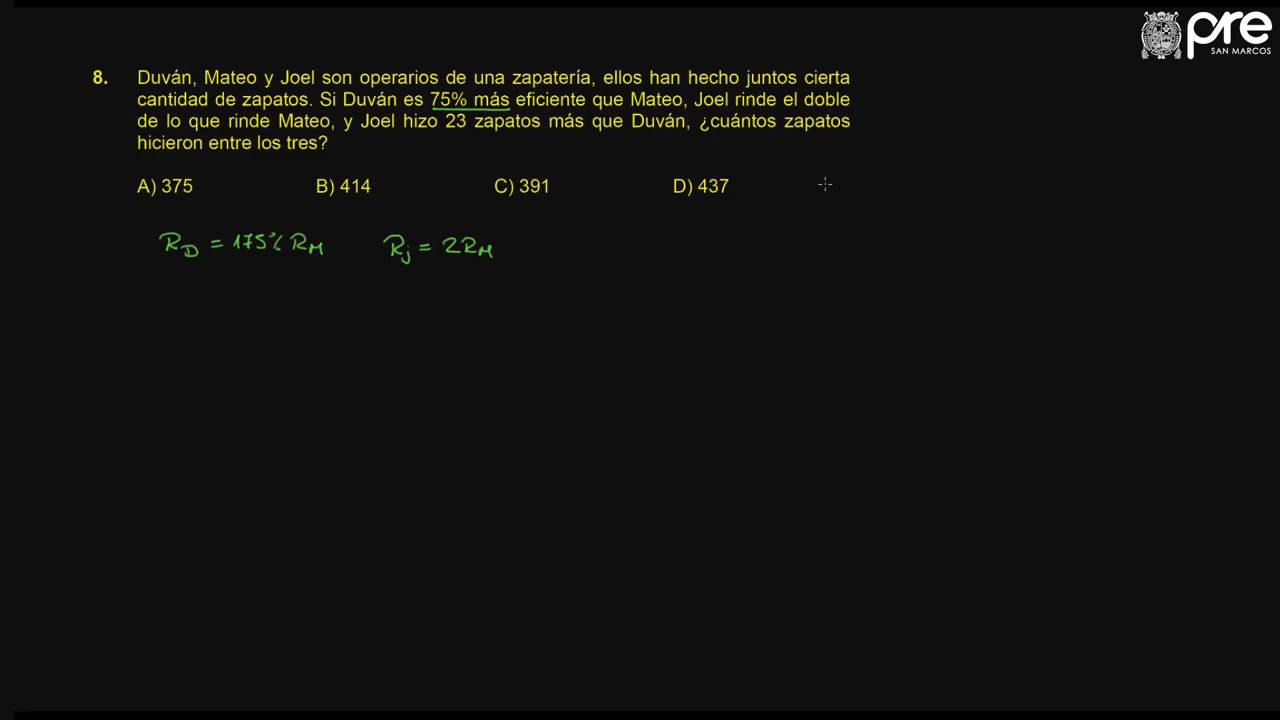 pre
SAN MARCOS
8. Duván, Mateo y Joel son operarios de una zapatería, ellos han hecho juntos cierta
cantidad de zapatos. Si Duván es 75% más eficiente que Mateo, Joel rinde el doble
de lo que rinde Mateo, y Joel hizo 23 zapatos más que Duván, ¿cuántos zapatos
hicieron entre los tres?
A) 375 B) 414 C) 391 D) 437
R_D = 175% R_M R_j = 2R_M